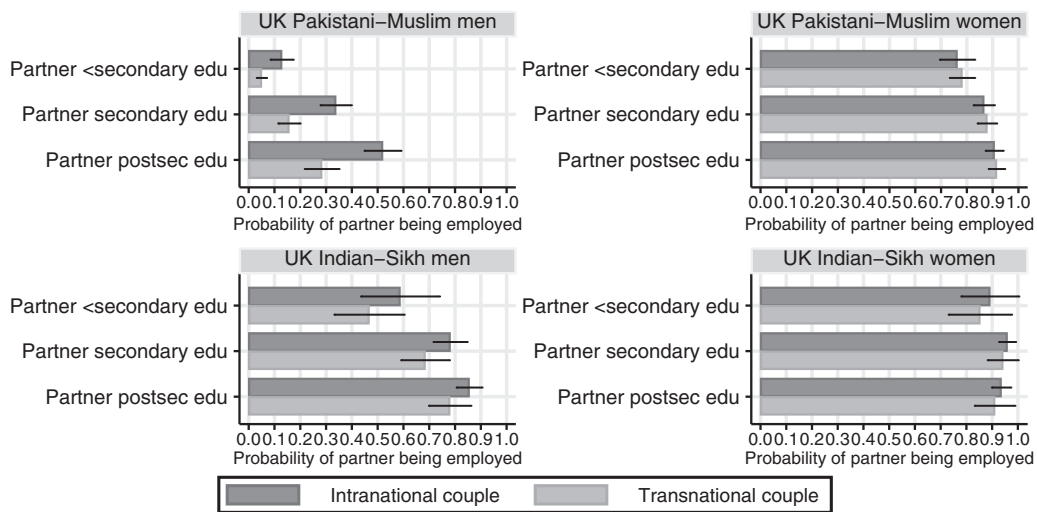 UK Pakistani–Muslim men
Partner <secondary edu
Partner secondary edu
Partner postsec edu
0.00.10.20.30.40.50.60.70.80.91.0
Probability of partner being employed
UK Pakistani–Muslim women
Partner <secondary edu
Partner secondary edu
Partner postsec edu
0.00.10.20.30.40.50.60.70.80.91.0
Probability of partner being employed
UK Indian–Sikh men
Partner <secondary edu
Partner secondary edu
Partner postsec edu
0.00.10.20.30.40.50.60.70.80.91.0
Probability of partner being employed
UK Indian–Sikh women
Partner <secondary edu
Partner secondary edu
Partner postsec edu
0.00.10.20.30.40.50.60.70.80.91.0
Probability of partner being employed
Intranational couple
Transnational couple